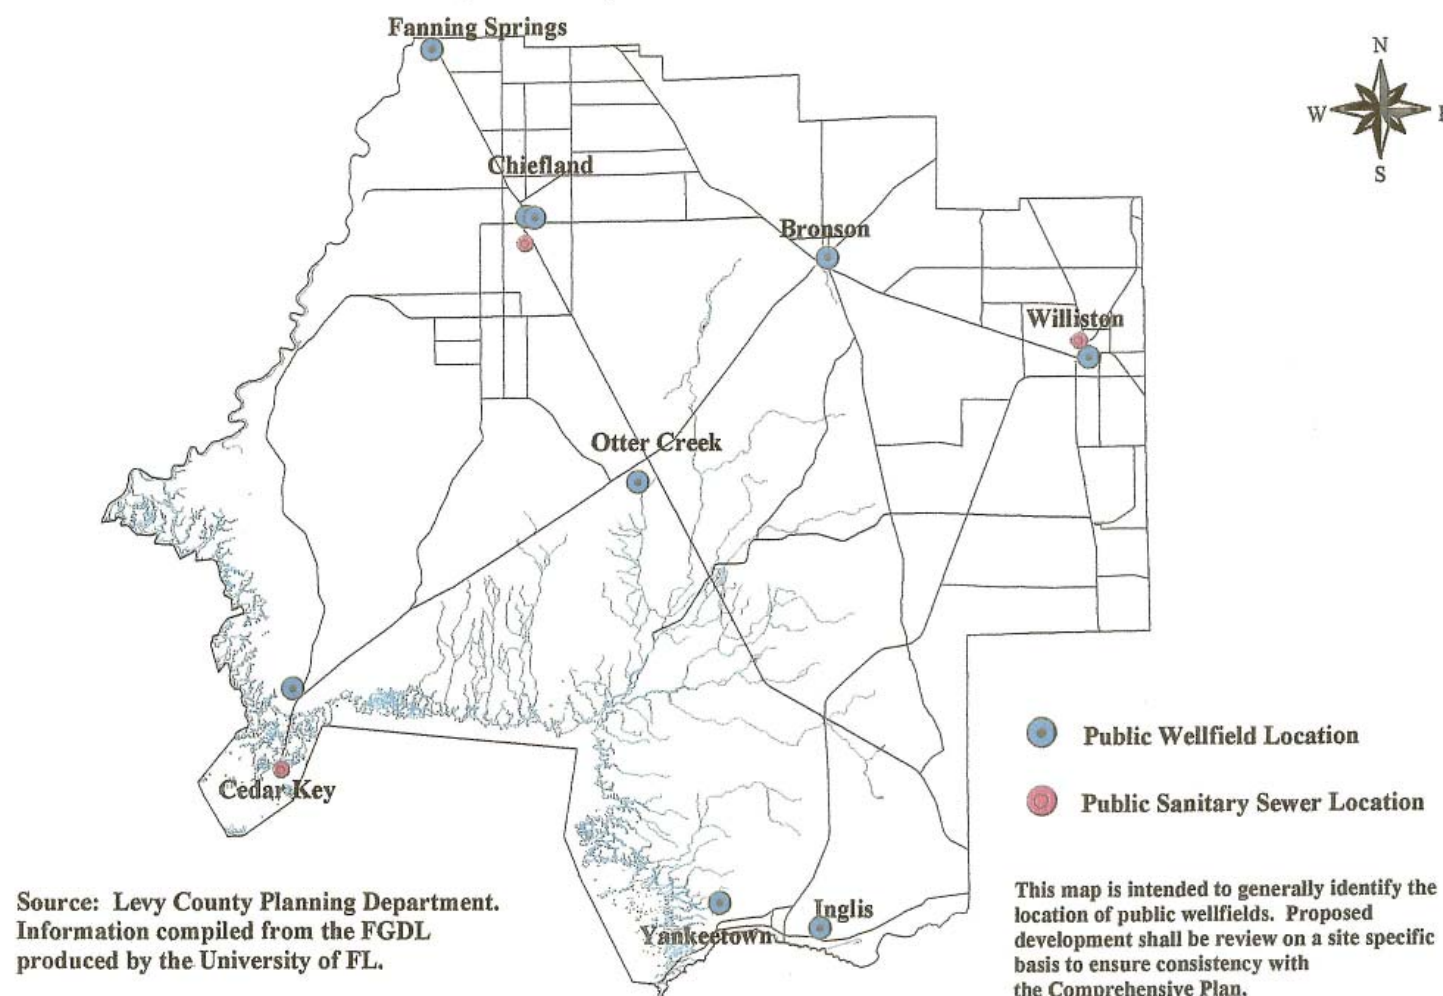 Fanning Springs
N
W
S
Chiefland
Bronson
Williston
Otter Creek
Public Wellfield Location
Cedar Key
Public Sanitary Sewer Location
Source: Levy County Planning Department.
Information compiled from the FGDL
produced by the University of FL.
Inglis
Yankeetown
This map is intended to generally identify the
location of public wellfields. Proposed
development shall be review on a site specific
basis to ensure consistency with
the Comprehensive Plan.